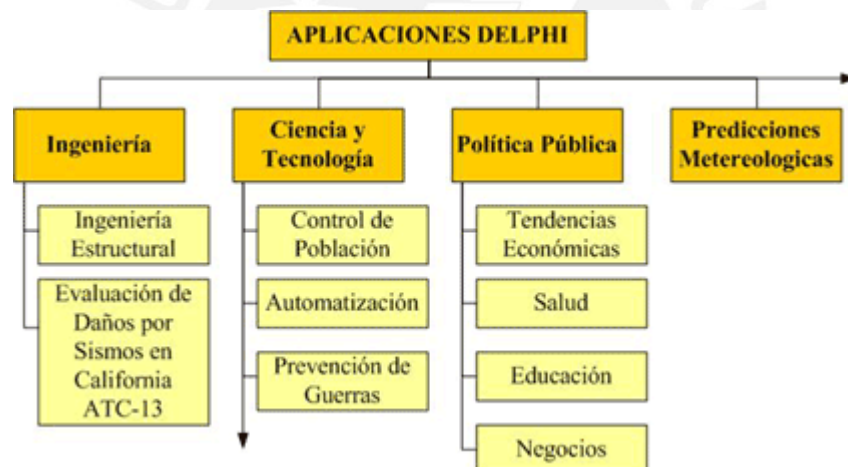 APLICACIONES DELPHI
Ingeniería
Ingeniería
Estructural
Evaluación de
Daños por
Sismos en
California
ATC-13
Ciencia y
Tecnología
Control de
Población
Automatización
Prevención de
Guerras
Política Pública
Tendencias
Económicas
Salud
Educación
Negocios
Predicciones
Metereologicas